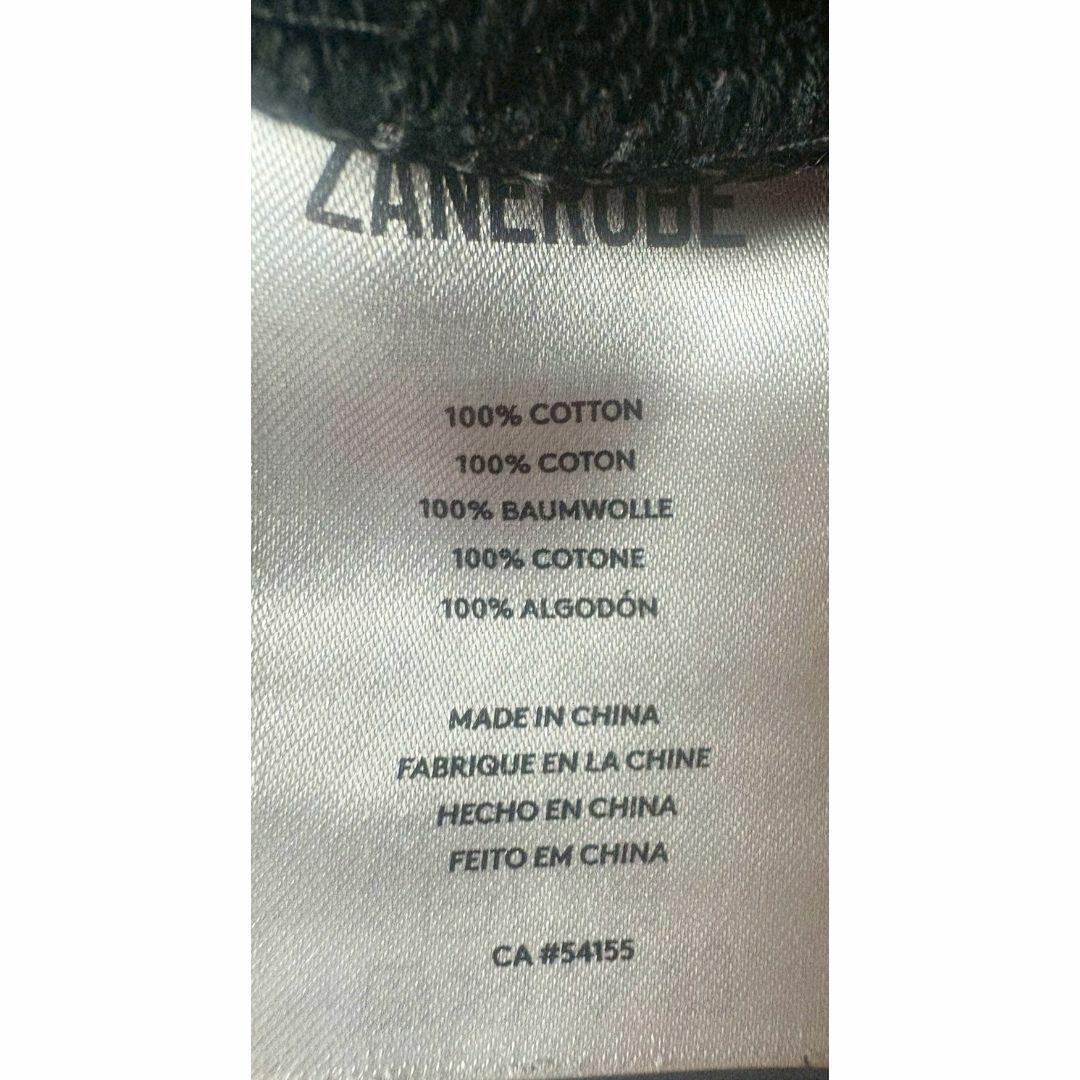 ZANEROBE
100% COTTON
100% COTON
100% BAUMWOLLE
100% COTONE
100% ALGODÓN
MADE IN CHINA
FABRIQUE EN LA CHINE
HECHO EN CHINA
FEITO EM CHINA
CA #54155